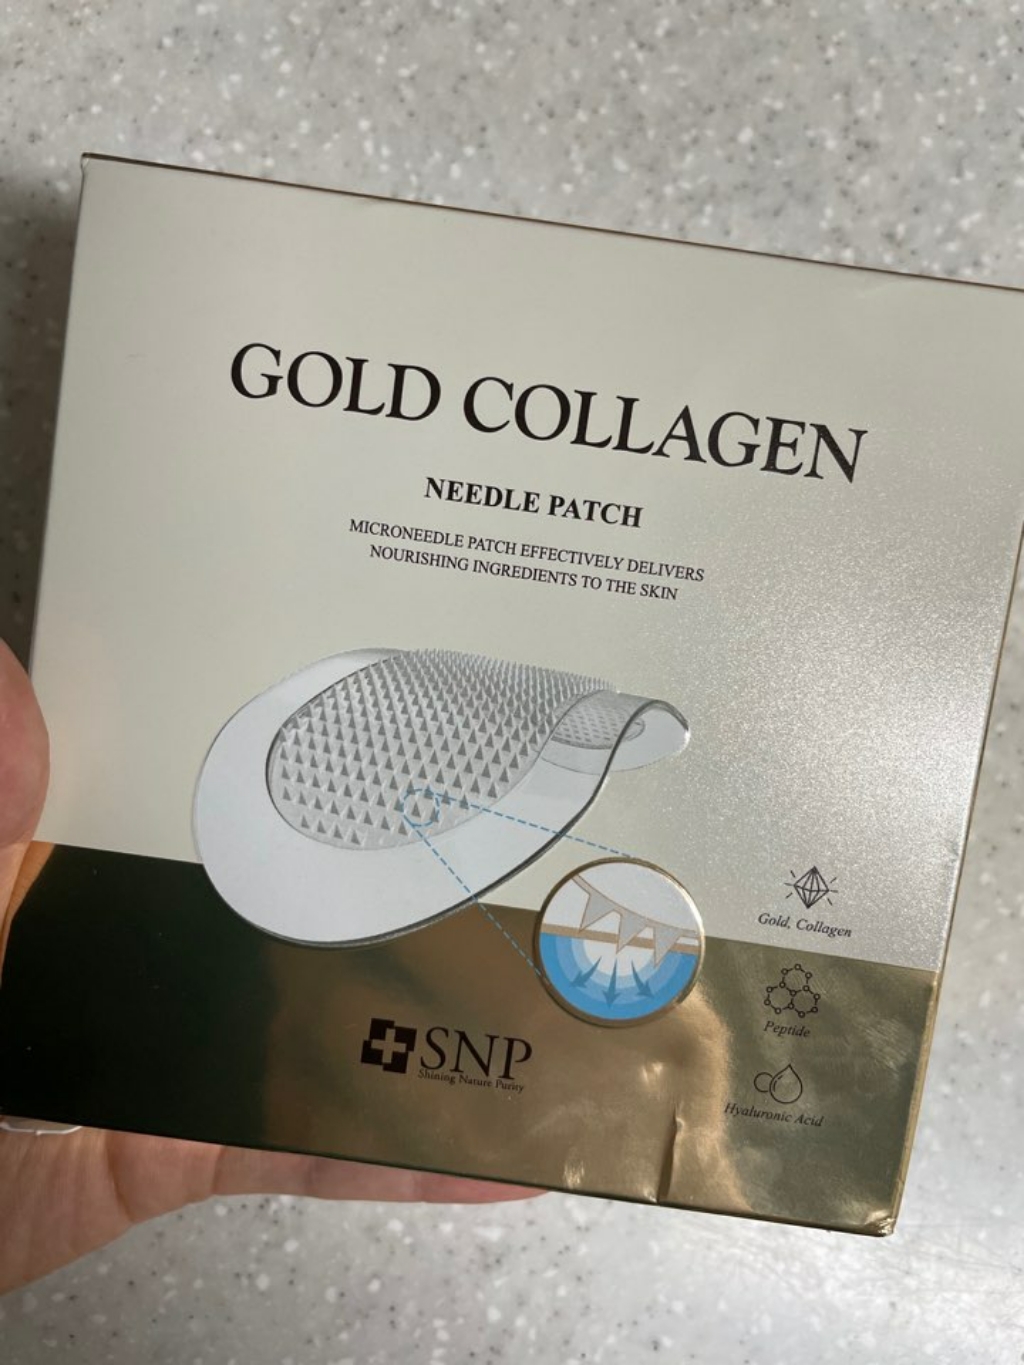 GOLD COLLAGEN
NEEDLE PATCH
MICRONEEDLE PATCH EFFECTIVELY DELIVERS
NOURISHING INGREDIENTS TO THE SKIN
Gold, Collagen
Peptide
Hyaluronic Acid
SNP
Shining Nature Purity